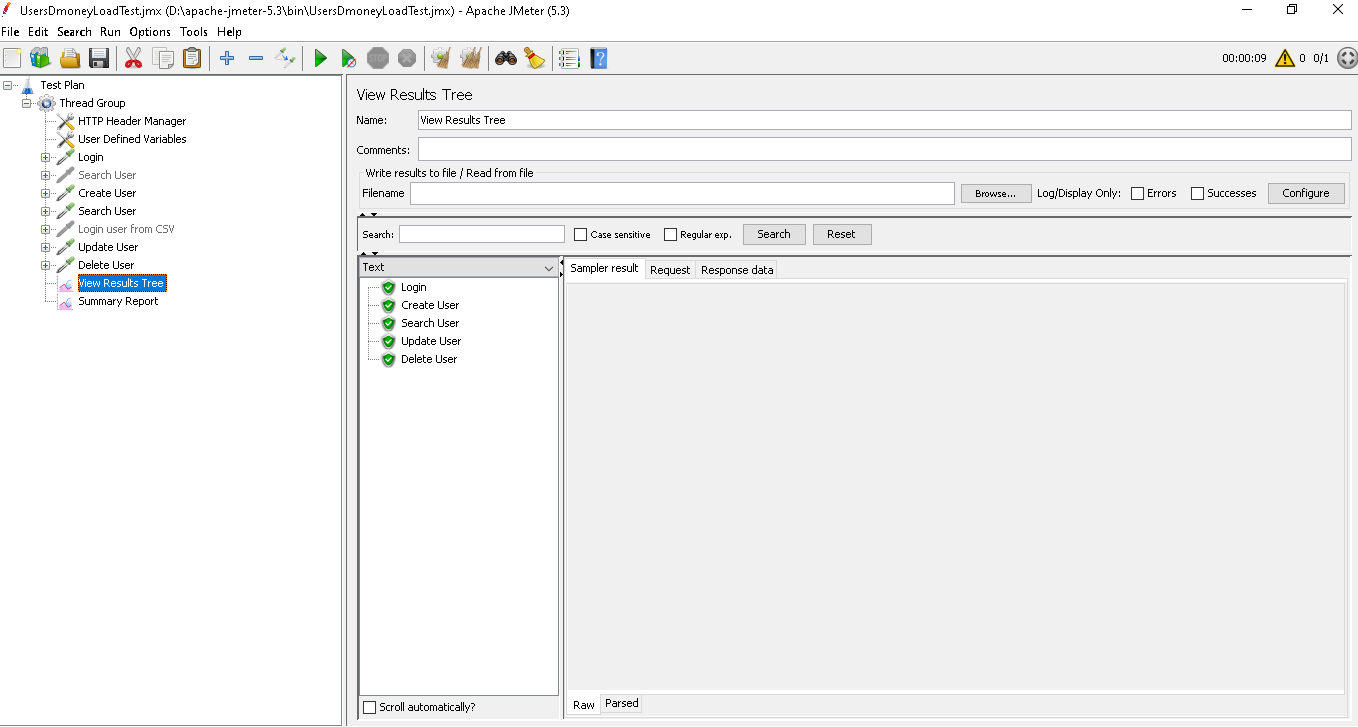 UsersDmoneyLoadTest.jmx (D:\apache-jmeter-5.3\bin\UsersDmoneyLoadTest.jmx) - Apache JMeter (5.3)
File Edit Search Run Options Tools Help
STOP
00:00:09 0 0/1
Test Plan
Thread Group
HTTP Header Manager
User Defined Variables
Login
Search User
Create User
Search User
Login user from CSV
Update User
Delete User
View Results Tree
Summary Report
View Results Tree
Name: View Results Tree
Comments:
Write results to file / Read from file
Filename Browse... Log/Display Only: Errors Successes Configure
Search: Case sensitive Regular exp. Search Reset
Text
Login
Create User
Search User
Update User
Delete User
Scroll automatically?
Sampler result Request Response data
Raw Parsed